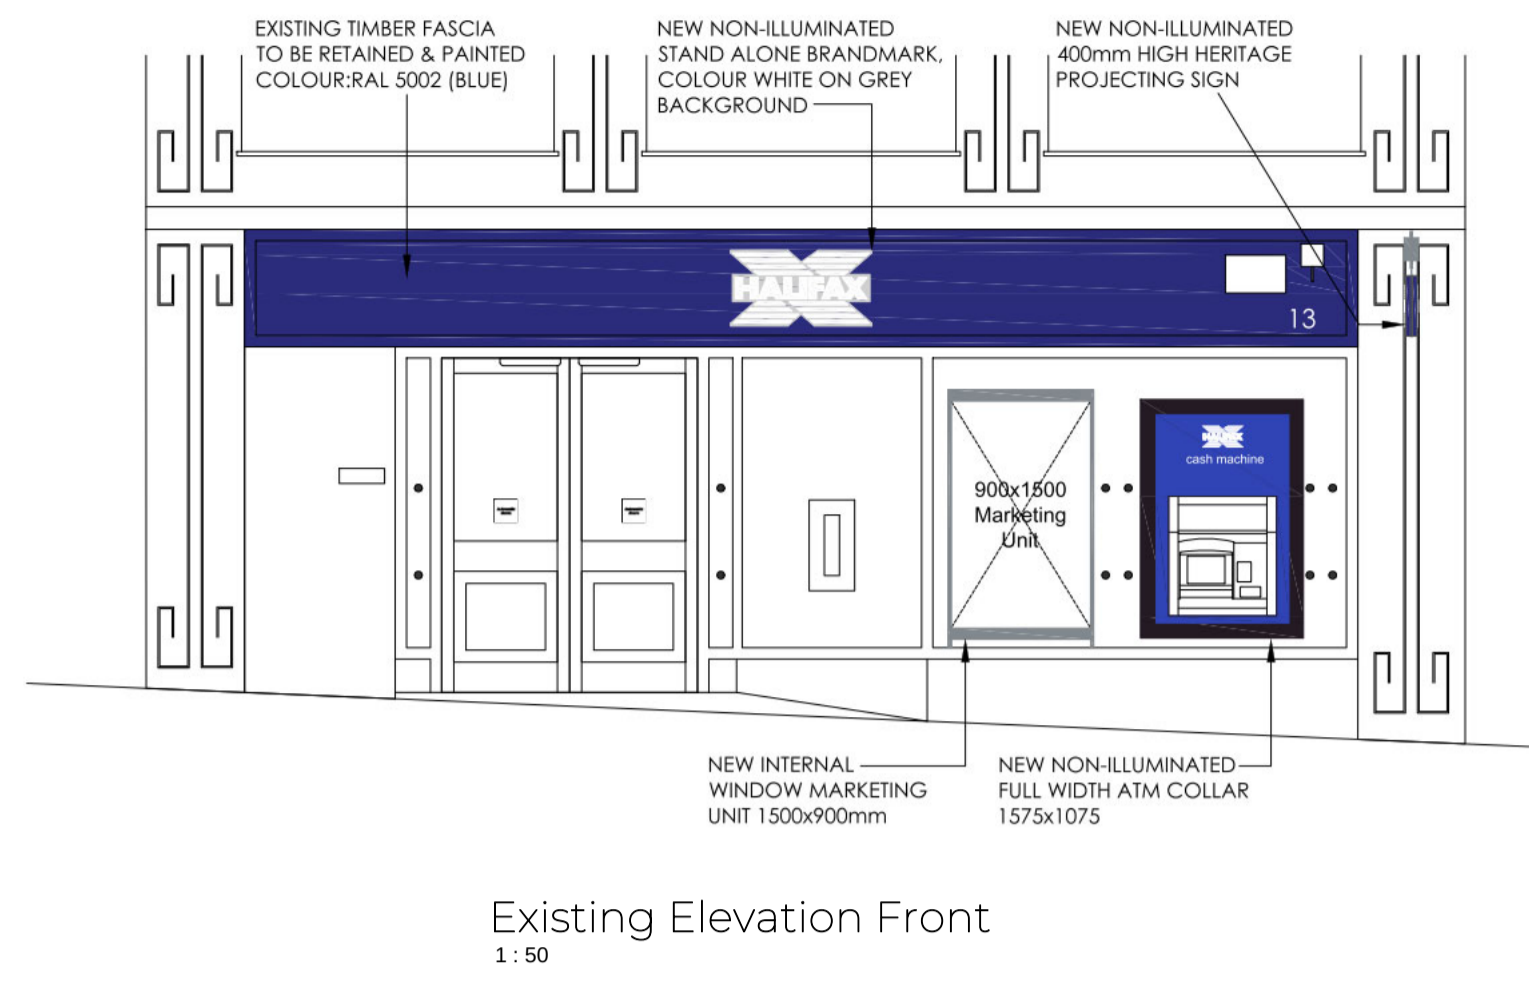 EXISTING TIMBER FASCIA
TO BE RETAINED & PAINTED
COLOUR:RAL 5002 (BLUE)
NEW NON-ILLUMINATED
STAND ALONE BRANDMARK,
COLOUR WHITE ON GREY
BACKGROUND
NEW NON-ILLUMINATED
400mm HIGH HERITAGE
PROJECTING SIGN
HALIFAX
13
HALIFAX
cash machine
900x1500
Marketing
Unit
NEW INTERNAL
WINDOW MARKETING
UNIT 1500x900mm
NEW NON-ILLUMINATED
FULL WIDTH ATM COLLAR
1575x1075
Existing Elevation Front
1 : 50